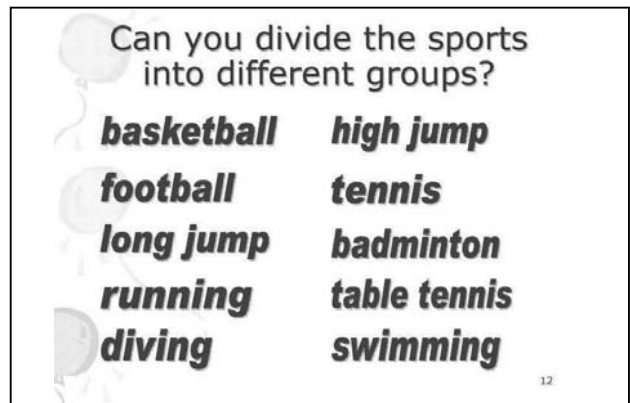 Can you divide the sports
into different groups?
basketball high jump
football tennis
long jump badminton
running table tennis
diving swimming
12